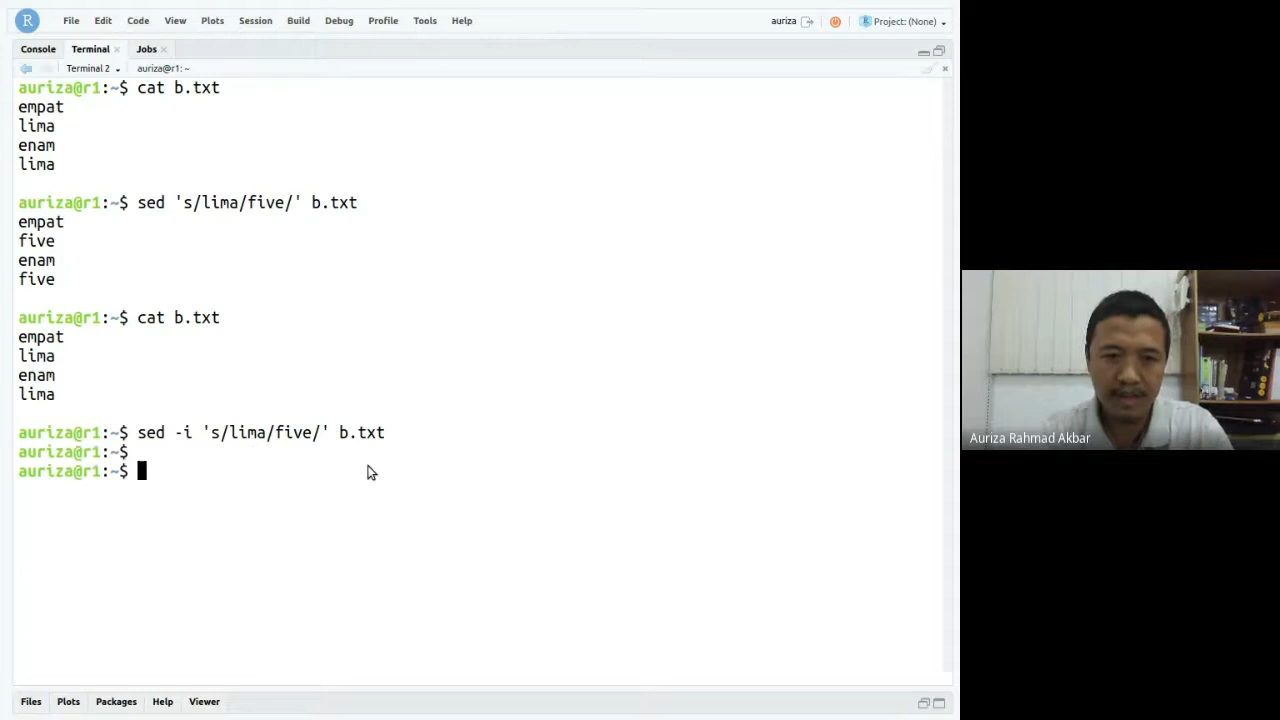 R File Edit Code View Plots Session Build Debug Profile Tools Help auriza R Project: (None)
Console Terminal Jobs
Terminal 2 auriza@r1: ~
auriza@r1:~$ cat b.txt
empat
lima
enam
lima
auriza@r1:~$ sed 's/lima/five/' b.txt
empat
five
enam
five
auriza@r1:~$ cat b.txt
empat
lima
enam
lima
auriza@r1:~$ sed -i 's/lima/five/' b.txt
auriza@r1:~$
auriza@r1:~$
Auriza Rahmad Akbar
Files Plots Packages Help Viewer